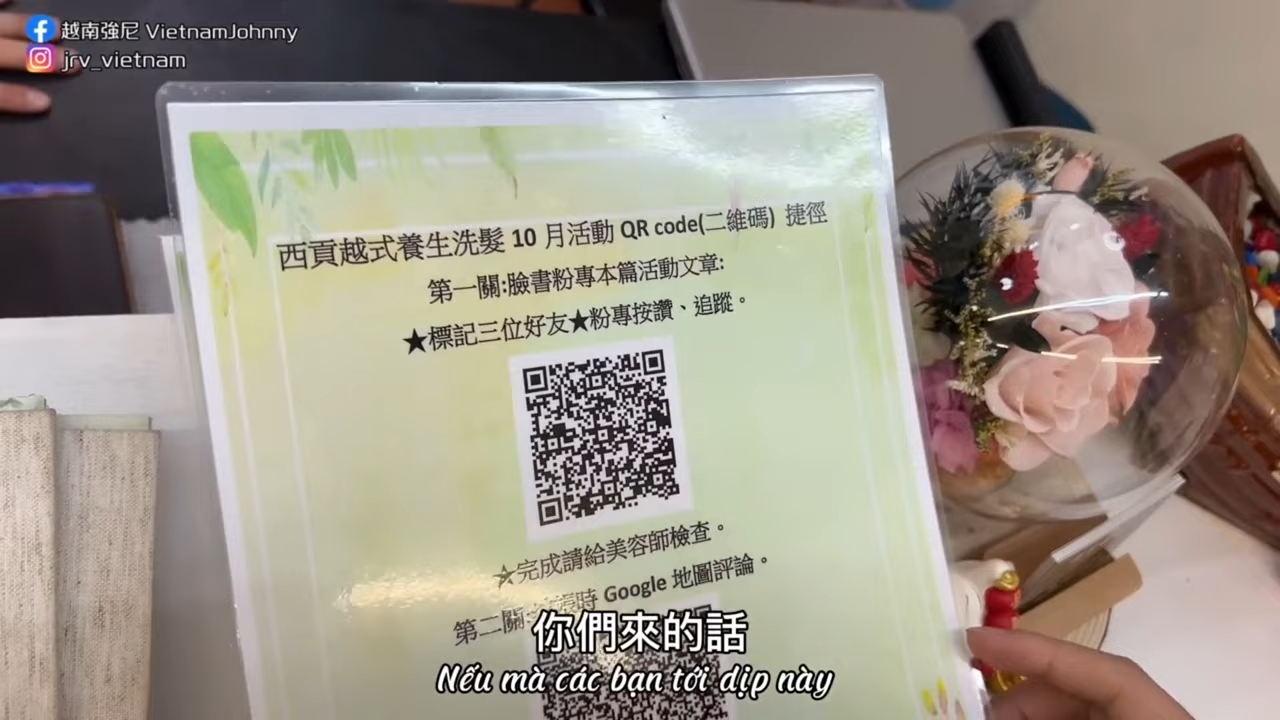 越南強尼 VietnamJohnny
jrv_vietnam
西貢越式養生洗髮 10 月活動 QR code(二維碼) 捷徑
第一關:臉書粉專本篇活動文章:
★標記三位好友★粉專按讚、追蹤。
★完成請給美容師檢查。
第二關: 時 Google 地圖評論。
你們來的話
Nếu mà các bạn tới dịp này